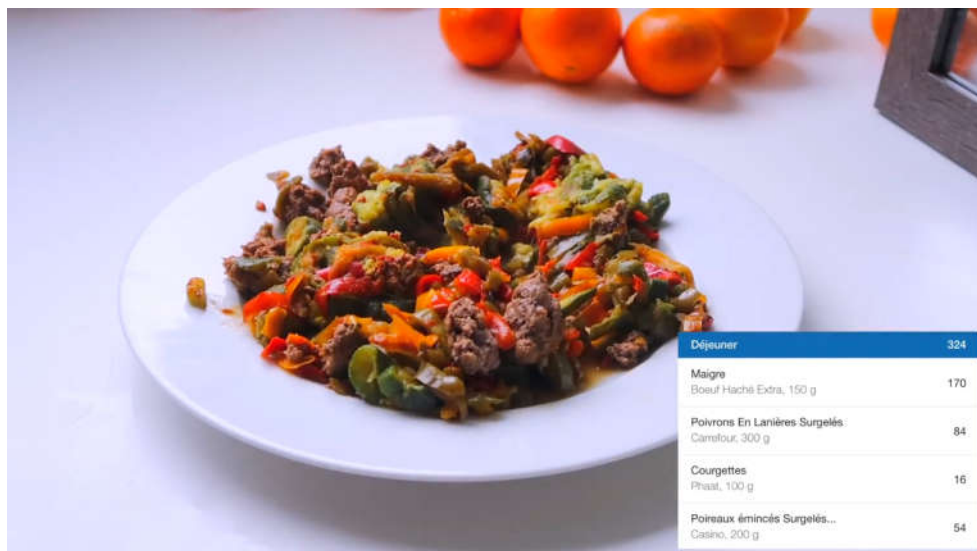 Déjeuner 324
Maigre
Boeuf Haché Extra, 150 g 170
Poivrons En Lanières Surgelés
Carrefour, 300 g 84
Courgettes
Phaat, 100 g 16
Poireaux émincés Surgelés...
Casino, 200 g 54